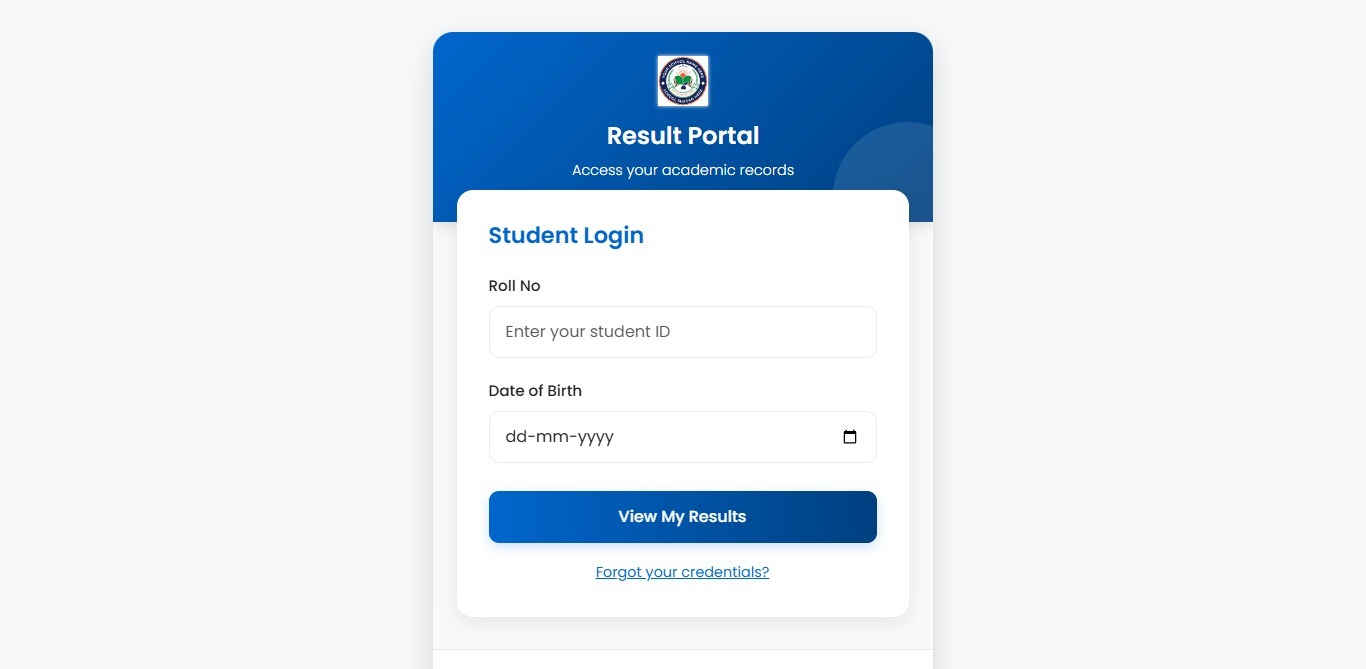 Result Portal
Access your academic records
Student Login
Roll No
Enter your student ID
Date of Birth
dd-mm-yyyy
View My Results
Forgot your credentials?